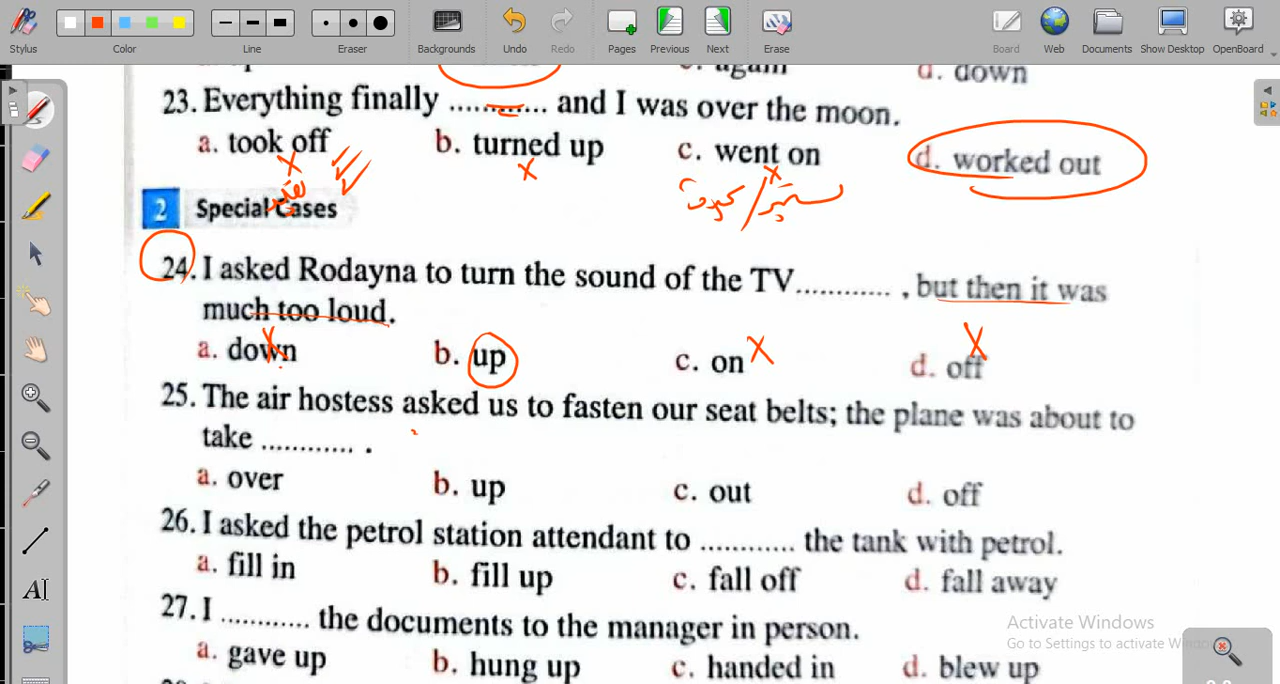 Stylus
Color
Line
Eraser
Backgrounds
Undo
Redo
Pages
Previous
Next
Erase
Board
Web
Documents
Show Desktop
OpenBoard
c. again
d. down
23. Everything finally ............. and I was over the moon.
a. took off
b. turned up
c. went on
d. worked out
2 Special Cases
24. I asked Rodayna to turn the sound of the TV............ , but then it was
much too loud.
a. down
b. up
c. on
d. off
25. The air hostess asked us to fasten our seat belts; the plane was about to
take ............ .
a. over
b. up
c. out
d. off
26. I asked the petrol station attendant to ............ the tank with petrol.
a. fill in
b. fill up
c. fall off
d. fall away
27. I ............ the documents to the manager in person.
a. gave up
b. hung up
c. handed in
d. blew up
Activate Windows
Go to Settings to activate